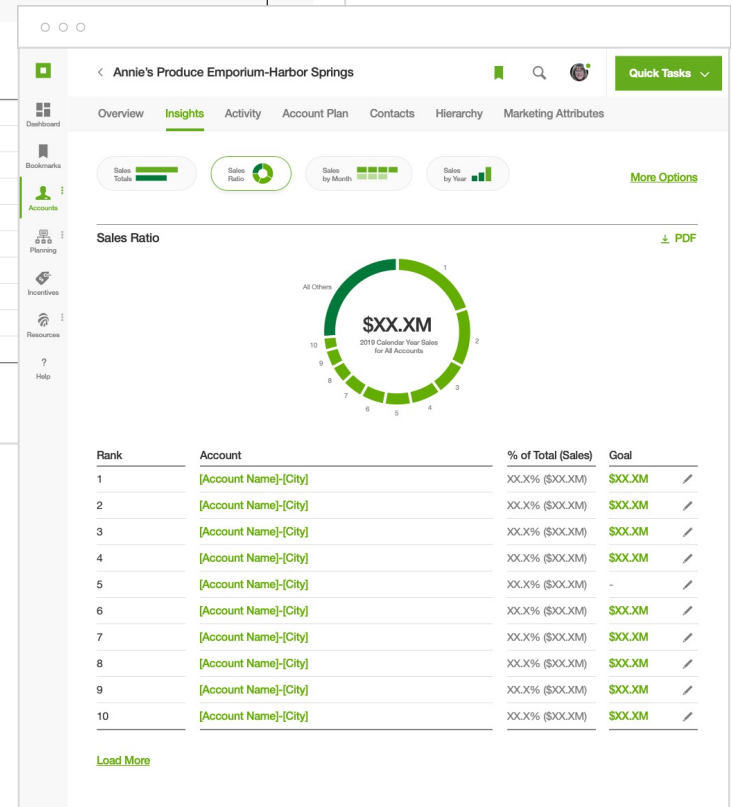 < Annie's Produce Emporium-Harbor Springs
Quick Tasks
Dashboard
Bookmarks
Accounts
Planning
Incentives
Resources
?
Help
Overview Insights Activity Account Plan Contacts Hierarchy Marketing Attributes
Sales
Totals
Sales
Ratio
Sales
by Month
Sales
by Year
More Options
Sales Ratio
PDF
All Others
1
2
3
4
5
6
7
8
9
10
$XX.XM
2019 Calendar Year Sales
for All Accounts
Rank Account % of Total (Sales) Goal
1 [Account Name]-[City] XX.X% ($XX.XM) $XX.XM
2 [Account Name]-[City] XX.X% ($XX.XM) $XX.XM
3 [Account Name]-[City] XX.X% ($XX.XM) $XX.XM
4 [Account Name]-[City] XX.X% ($XX.XM) $XX.XM
5 [Account Name]-[City] XX.X% ($XX.XM) -
6 [Account Name]-[City] XX.X% ($XX.XM) $XX.XM
7 [Account Name]-[City] XX.X% ($XX.XM) $XX.XM
8 [Account Name]-[City] XX.X% ($XX.XM) $XX.XM
9 [Account Name]-[City] XX.X% ($XX.XM) $XX.XM
10 [Account Name]-[City] XX.X% ($XX.XM) $XX.XM
Load More